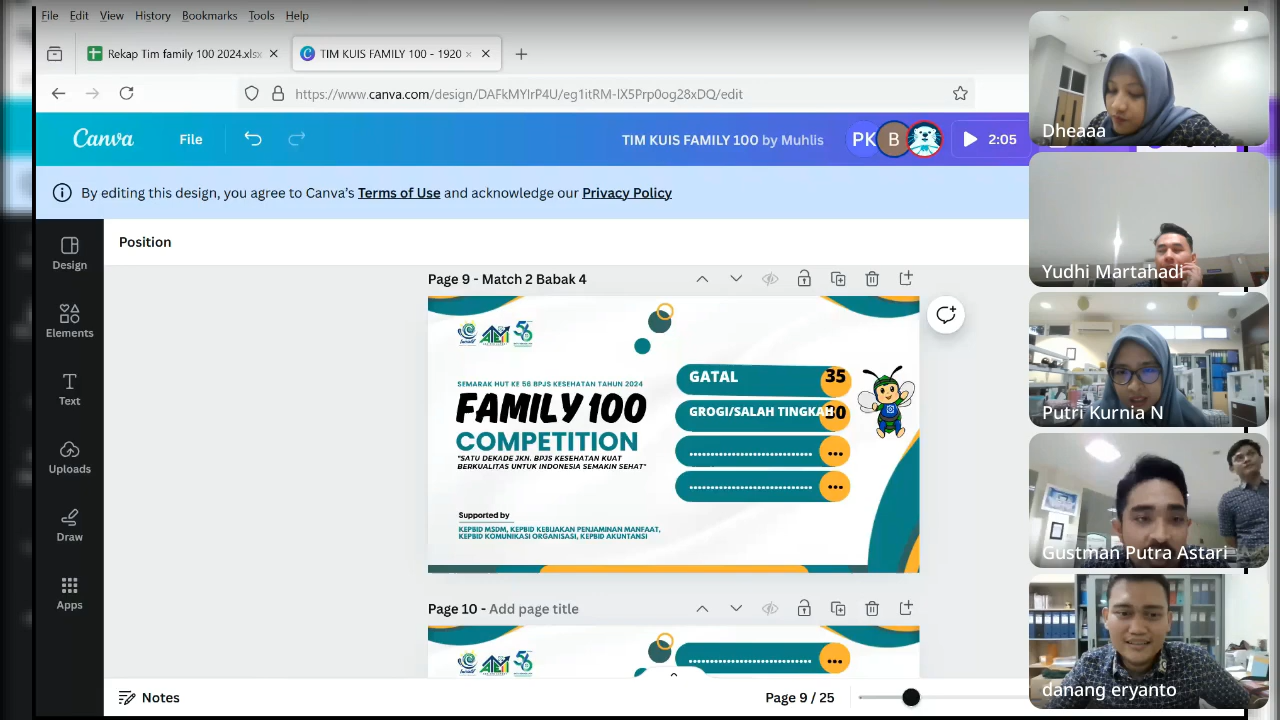 File Edit View History Bookmarks Tools Help
Rekap Tim family 100 2024.xls
TIM KUIS FAMILY 100 - 1920
https://www.canva.com/design/DAFkMYIrP4U/eg1itRM-IX5Prp0og28xDQ/edit
Canva File TIM KUIS FAMILY 100 by Muhlis PK B 2:05
By editing this design, you agree to Canva's Terms of Use and acknowledge our Privacy Policy
Position
Design
Elements
Text
Uploads
Draw
Apps
Page 9 - Match 2 Babak 4
56
SEMARAK HUT KE 56 BPJS KESEHATAN TAHUN 2024
FAMILY 100
COMPETITION
"SATU DEKADE JKN. BPJS KESEHATAN KUAT
BERKUALITAS UNTUK INDONESIA SEMAKIN SEHAT"
Supported by
KEPBID MSDM, KEPBID KEBIJAKAN PENJAMINAN MANFAAT,
KEPBID KOMUNIKASI ORGANISASI, KEPBID AKUNTANSI
GATAL 35
GROGI/SALAH TINGKAH 30
.............................. ...
.............................. ...
Page 10 - Add page title
56
.............................. ...
Notes
Page 9 / 25
Dheaaa
Yudhi Martahadi
Putri Kurnia N
Gustman Putra Astari
danang eryanto